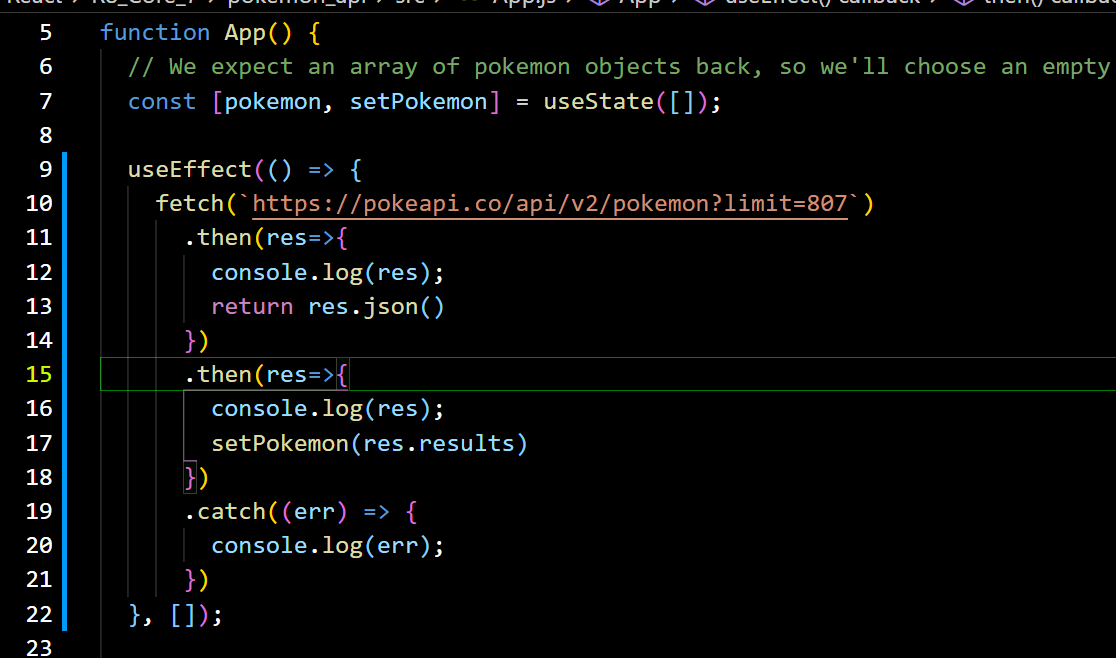 5 function App() {
6 // We expect an array of pokemon objects back, so we'll choose an empty
7 const [pokemon, setPokemon] = useState([]);
8
9 useEffect(() => {
10 fetch(`https://pokeapi.co/api/v2/pokemon?limit=807`)
11 .then(res=>{
12 console.log(res);
13 return res.json()
14 })
15 .then(res=>{
16 console.log(res);
17 setPokemon(res.results)
18 })
19 .catch((err) => {
20 console.log(err);
21 })
22 }, []);
23